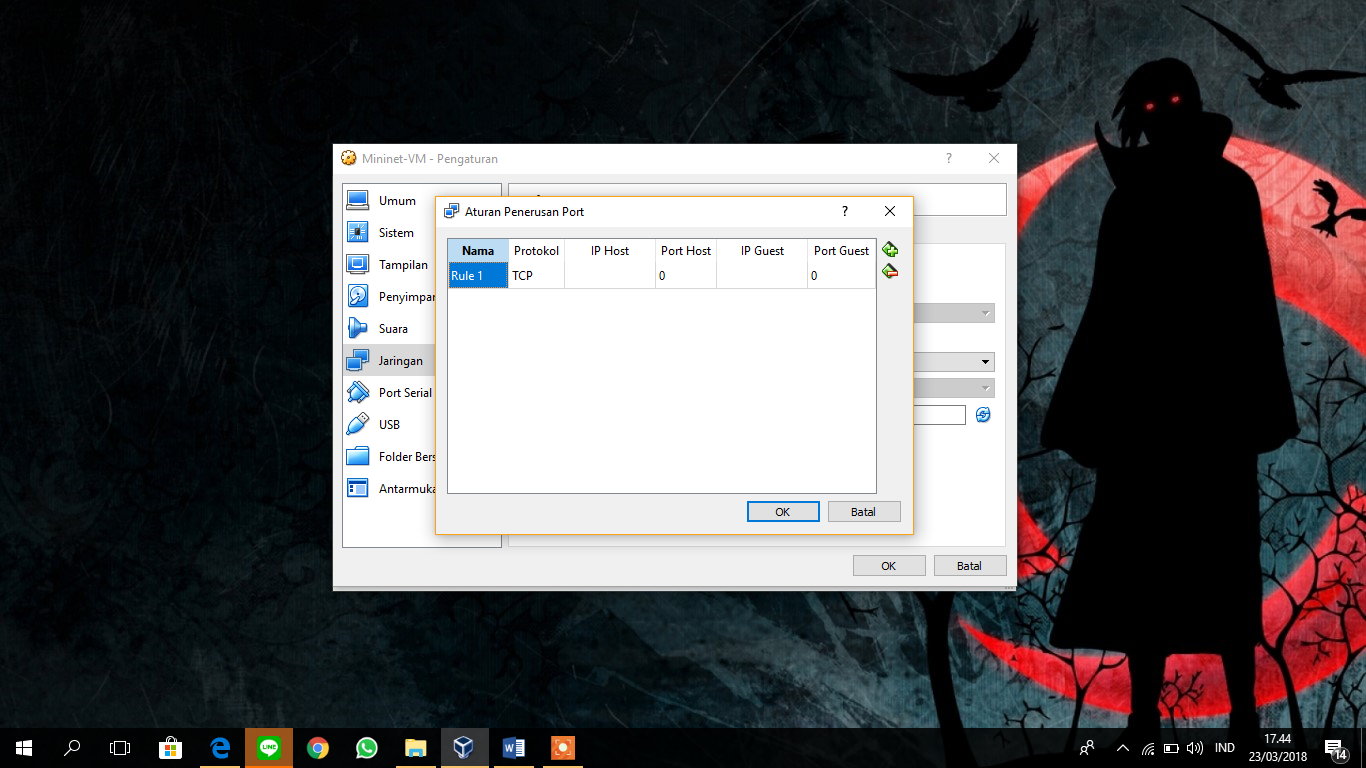 Mininet-VM - Pengaturan
?
Umum
Sistem
Tampilan
Penyimpan
Suara
Jaringan
Port Serial
USB
Folder Bers
Antarmuka
Aturan Penerusan Port
?
Nama Protokol IP Host Port Host IP Guest Port Guest
Rule 1 TCP 0 0
OK Batal
OK Batal
LINE
IND
17.44
23/03/2018
14